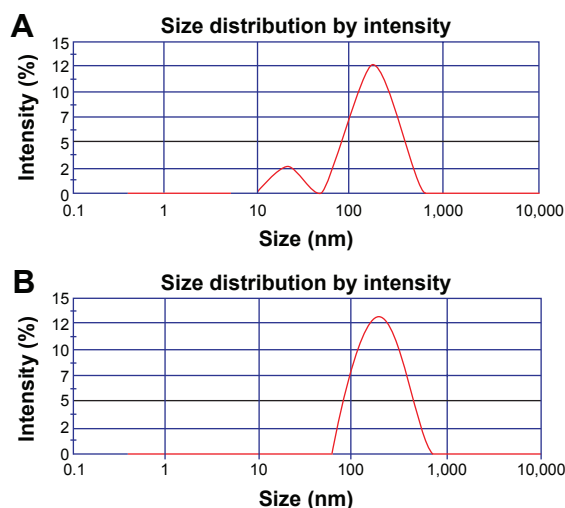 A
Size distribution by intensity
Intensity (%)
15
12
10
7
5
2
0
0.1 1 10 100 1,000 10,000
Size (nm)
B
Size distribution by intensity
Intensity (%)
15
12
10
7
5
2
0
0.1 1 10 100 1,000 10,000
Size (nm)